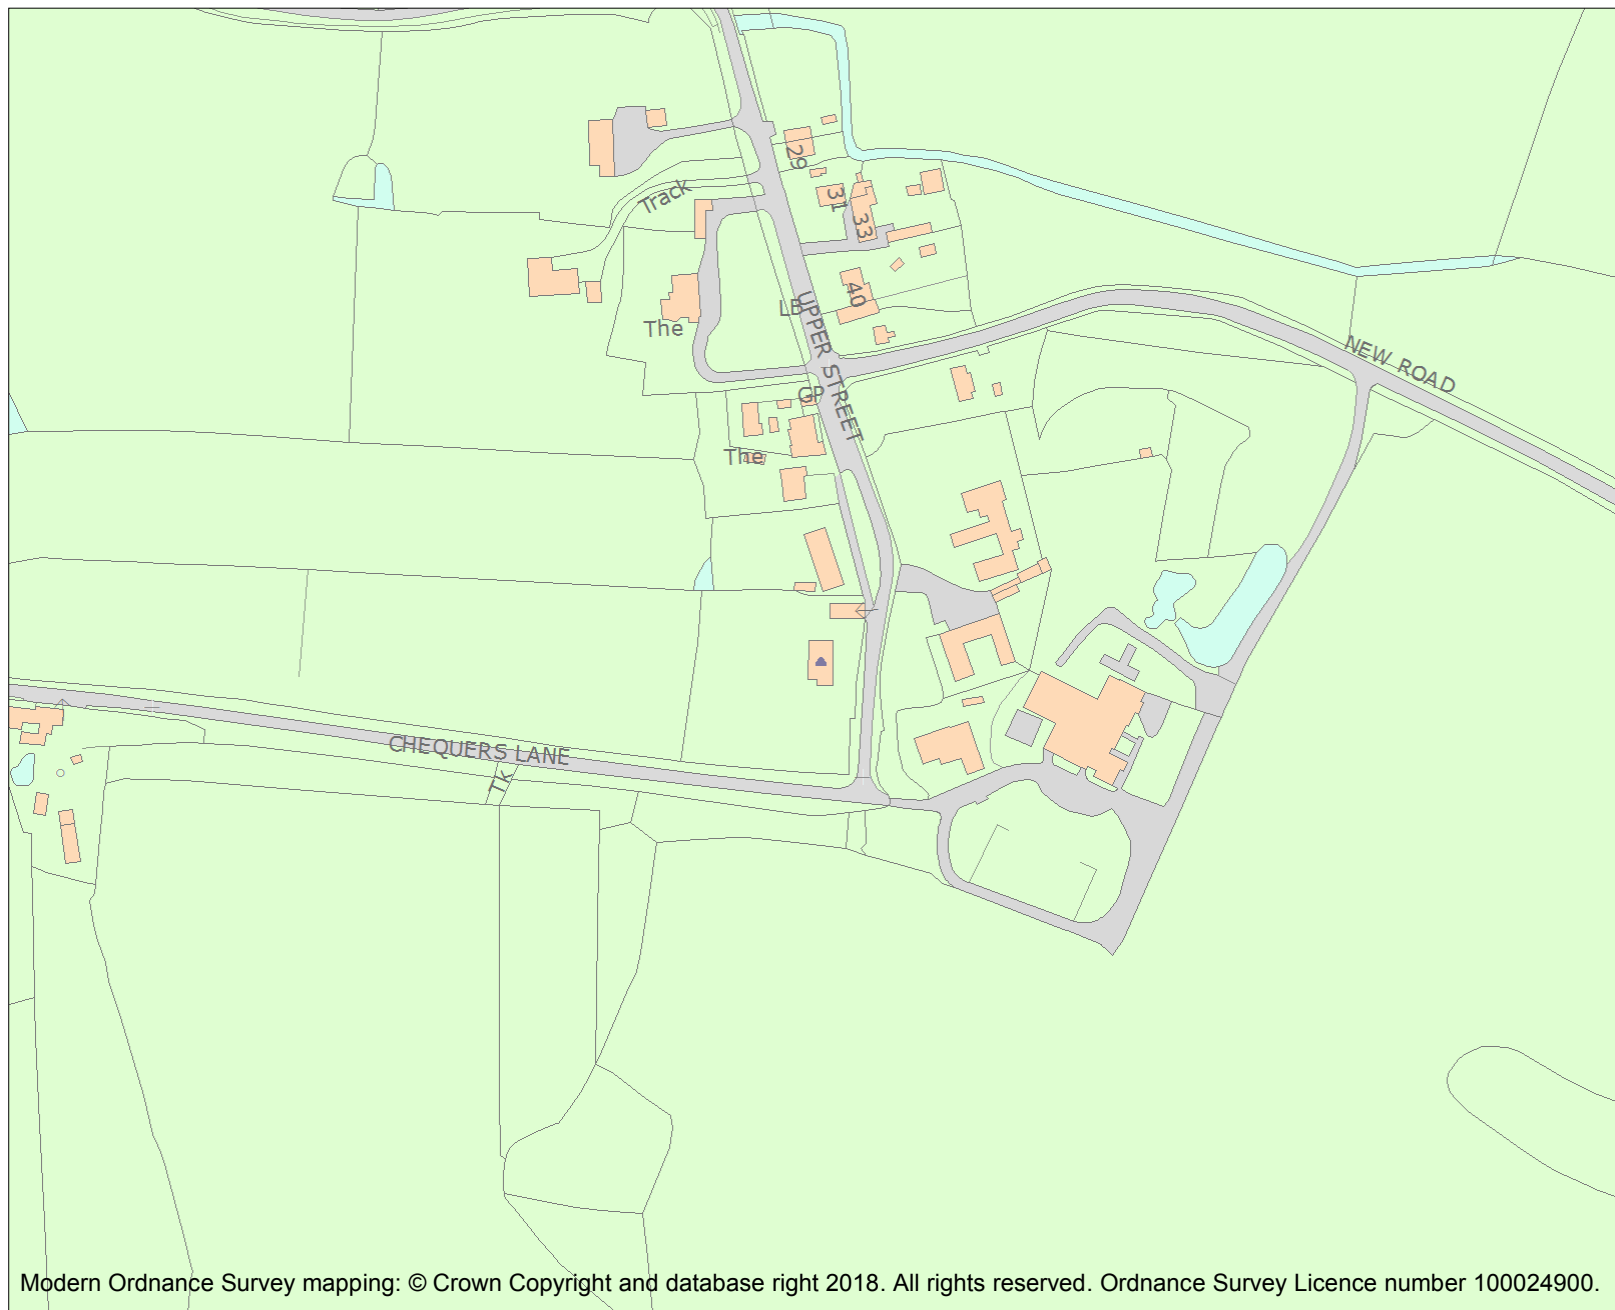 29
Track
31
33
40
LB
UPPER STREET
The
NEW ROAD
GP
The
CHEQUERS LANE
Tk
Modern Ordnance Survey mapping: © Crown Copyright and database right 2018. All rights reserved. Ordnance Survey Licence number 100024900.